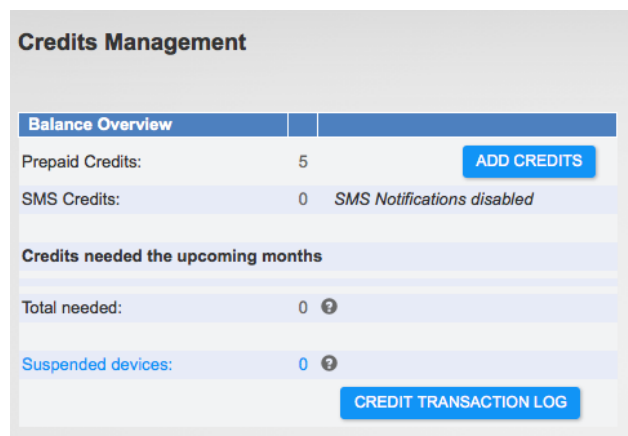 Credits Management
Balance Overview
Prepaid Credits: 5 ADD CREDITS
SMS Credits: 0 SMS Notifications disabled
Credits needed the upcoming months
Total needed: 0 ?
Suspended devices: 0 ?
CREDIT TRANSACTION LOG